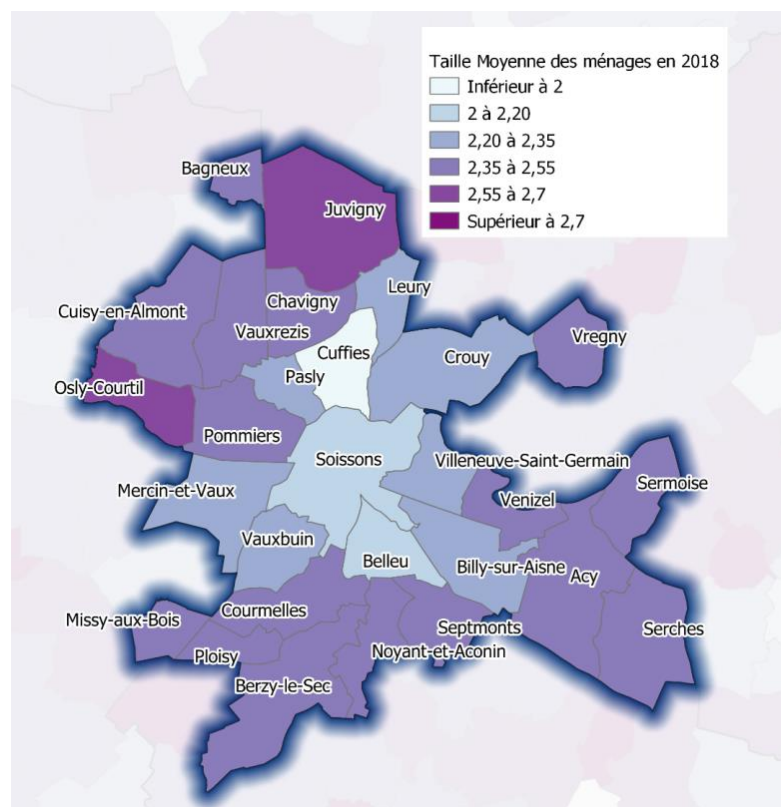 Taille Moyenne des ménages en 2018
Inférieur à 2
2 à 2,20
2,20 à 2,35
2,35 à 2,55
2,55 à 2,7
Supérieur à 2,7
Bagneux
Juvigny
Leury
Chavigny
Cuisy-en-Almont
Vauxrezis
Vregny
Cuffies
Crouy
Pasly
Osly-Courtil
Pommiers
Soissons
Villeneuve-Saint-Germain
Sermoise
Mercin-et-Vaux
Venizel
Vauxbuin
Belleu
Billy-sur-Aisne
Acy
Courmelles
Missy-aux-Bois
Septmonts
Serches
Noyant-et-Aconin
Ploisy
Berzy-le-Sec